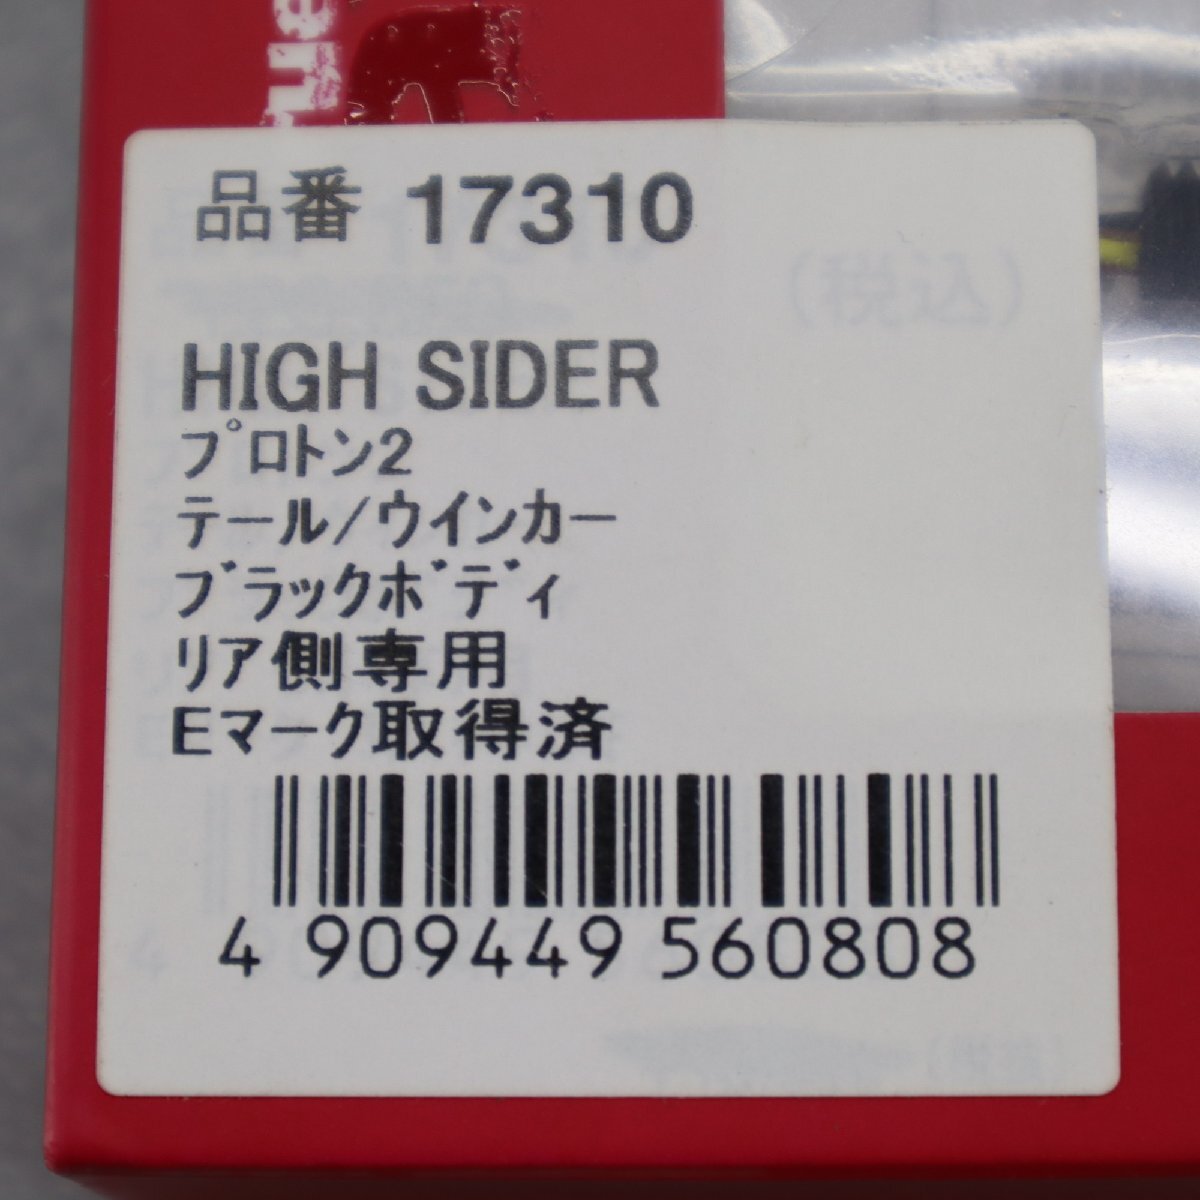 品番 17310
(税込)
HIGH SIDER
ﾌﾟﾛﾄﾝ2
ﾃｰﾙ/ｳｲﾝｶｰ
ﾌﾞﾗｯｸﾎﾞﾃﾞｨ
ﾘｱ側専用
Eﾏｰｸ取得済
4 909449 560808